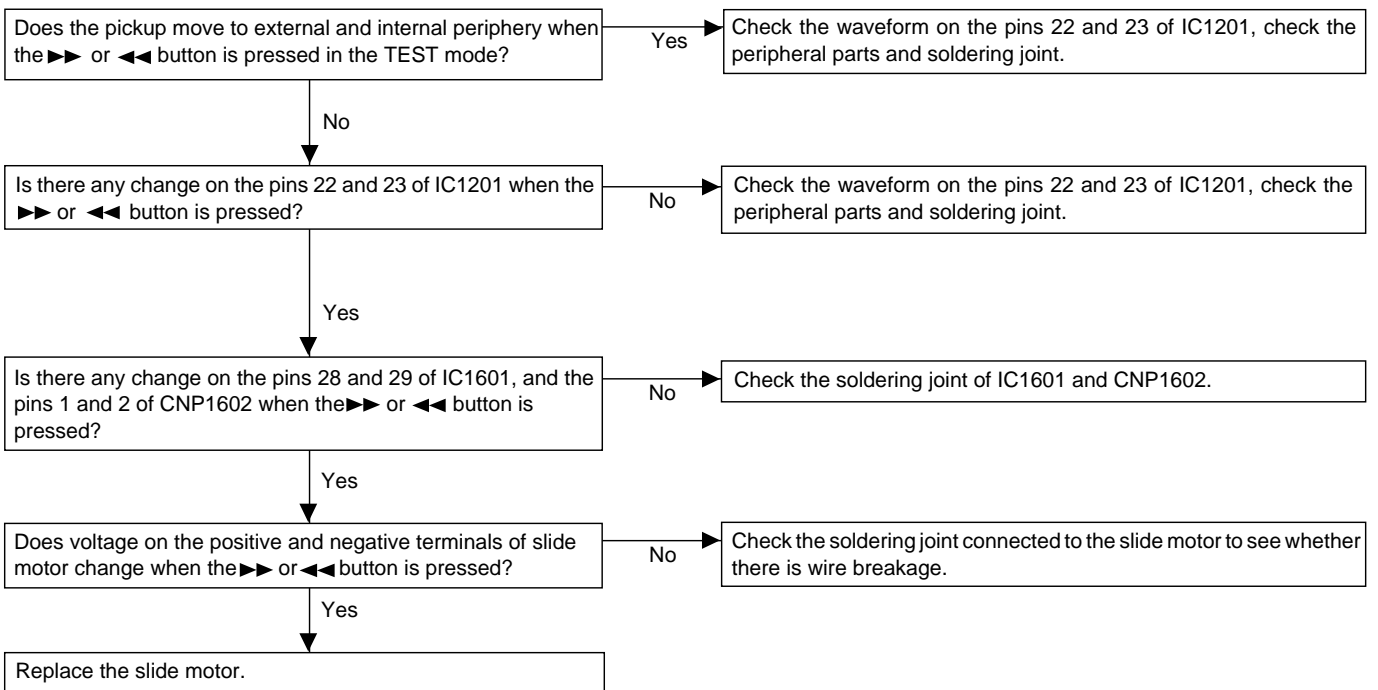 Does the pickup move to external and internal periphery when
the ▶▶ or ◀◀ button is pressed in the TEST mode?
Yes
Check the waveform on the pins 22 and 23 of IC1201, check the
peripheral parts and soldering joint.
No
Is there any change on the pins 22 and 23 of IC1201 when the
▶▶ or ◀◀ button is pressed?
No
Check the waveform on the pins 22 and 23 of IC1201, check the
peripheral parts and soldering joint.
Yes
Is there any change on the pins 28 and 29 of IC1601, and the
pins 1 and 2 of CNP1602 when the ▶▶ or ◀◀ button is
pressed?
No
Check the soldering joint of IC1601 and CNP1602.
Yes
Does voltage on the positive and negative terminals of slide
motor change when the ▶▶ or ◀◀ button is pressed?
No
Check the soldering joint connected to the slide motor to see whether
there is wire breakage.
Yes
Replace the slide motor.